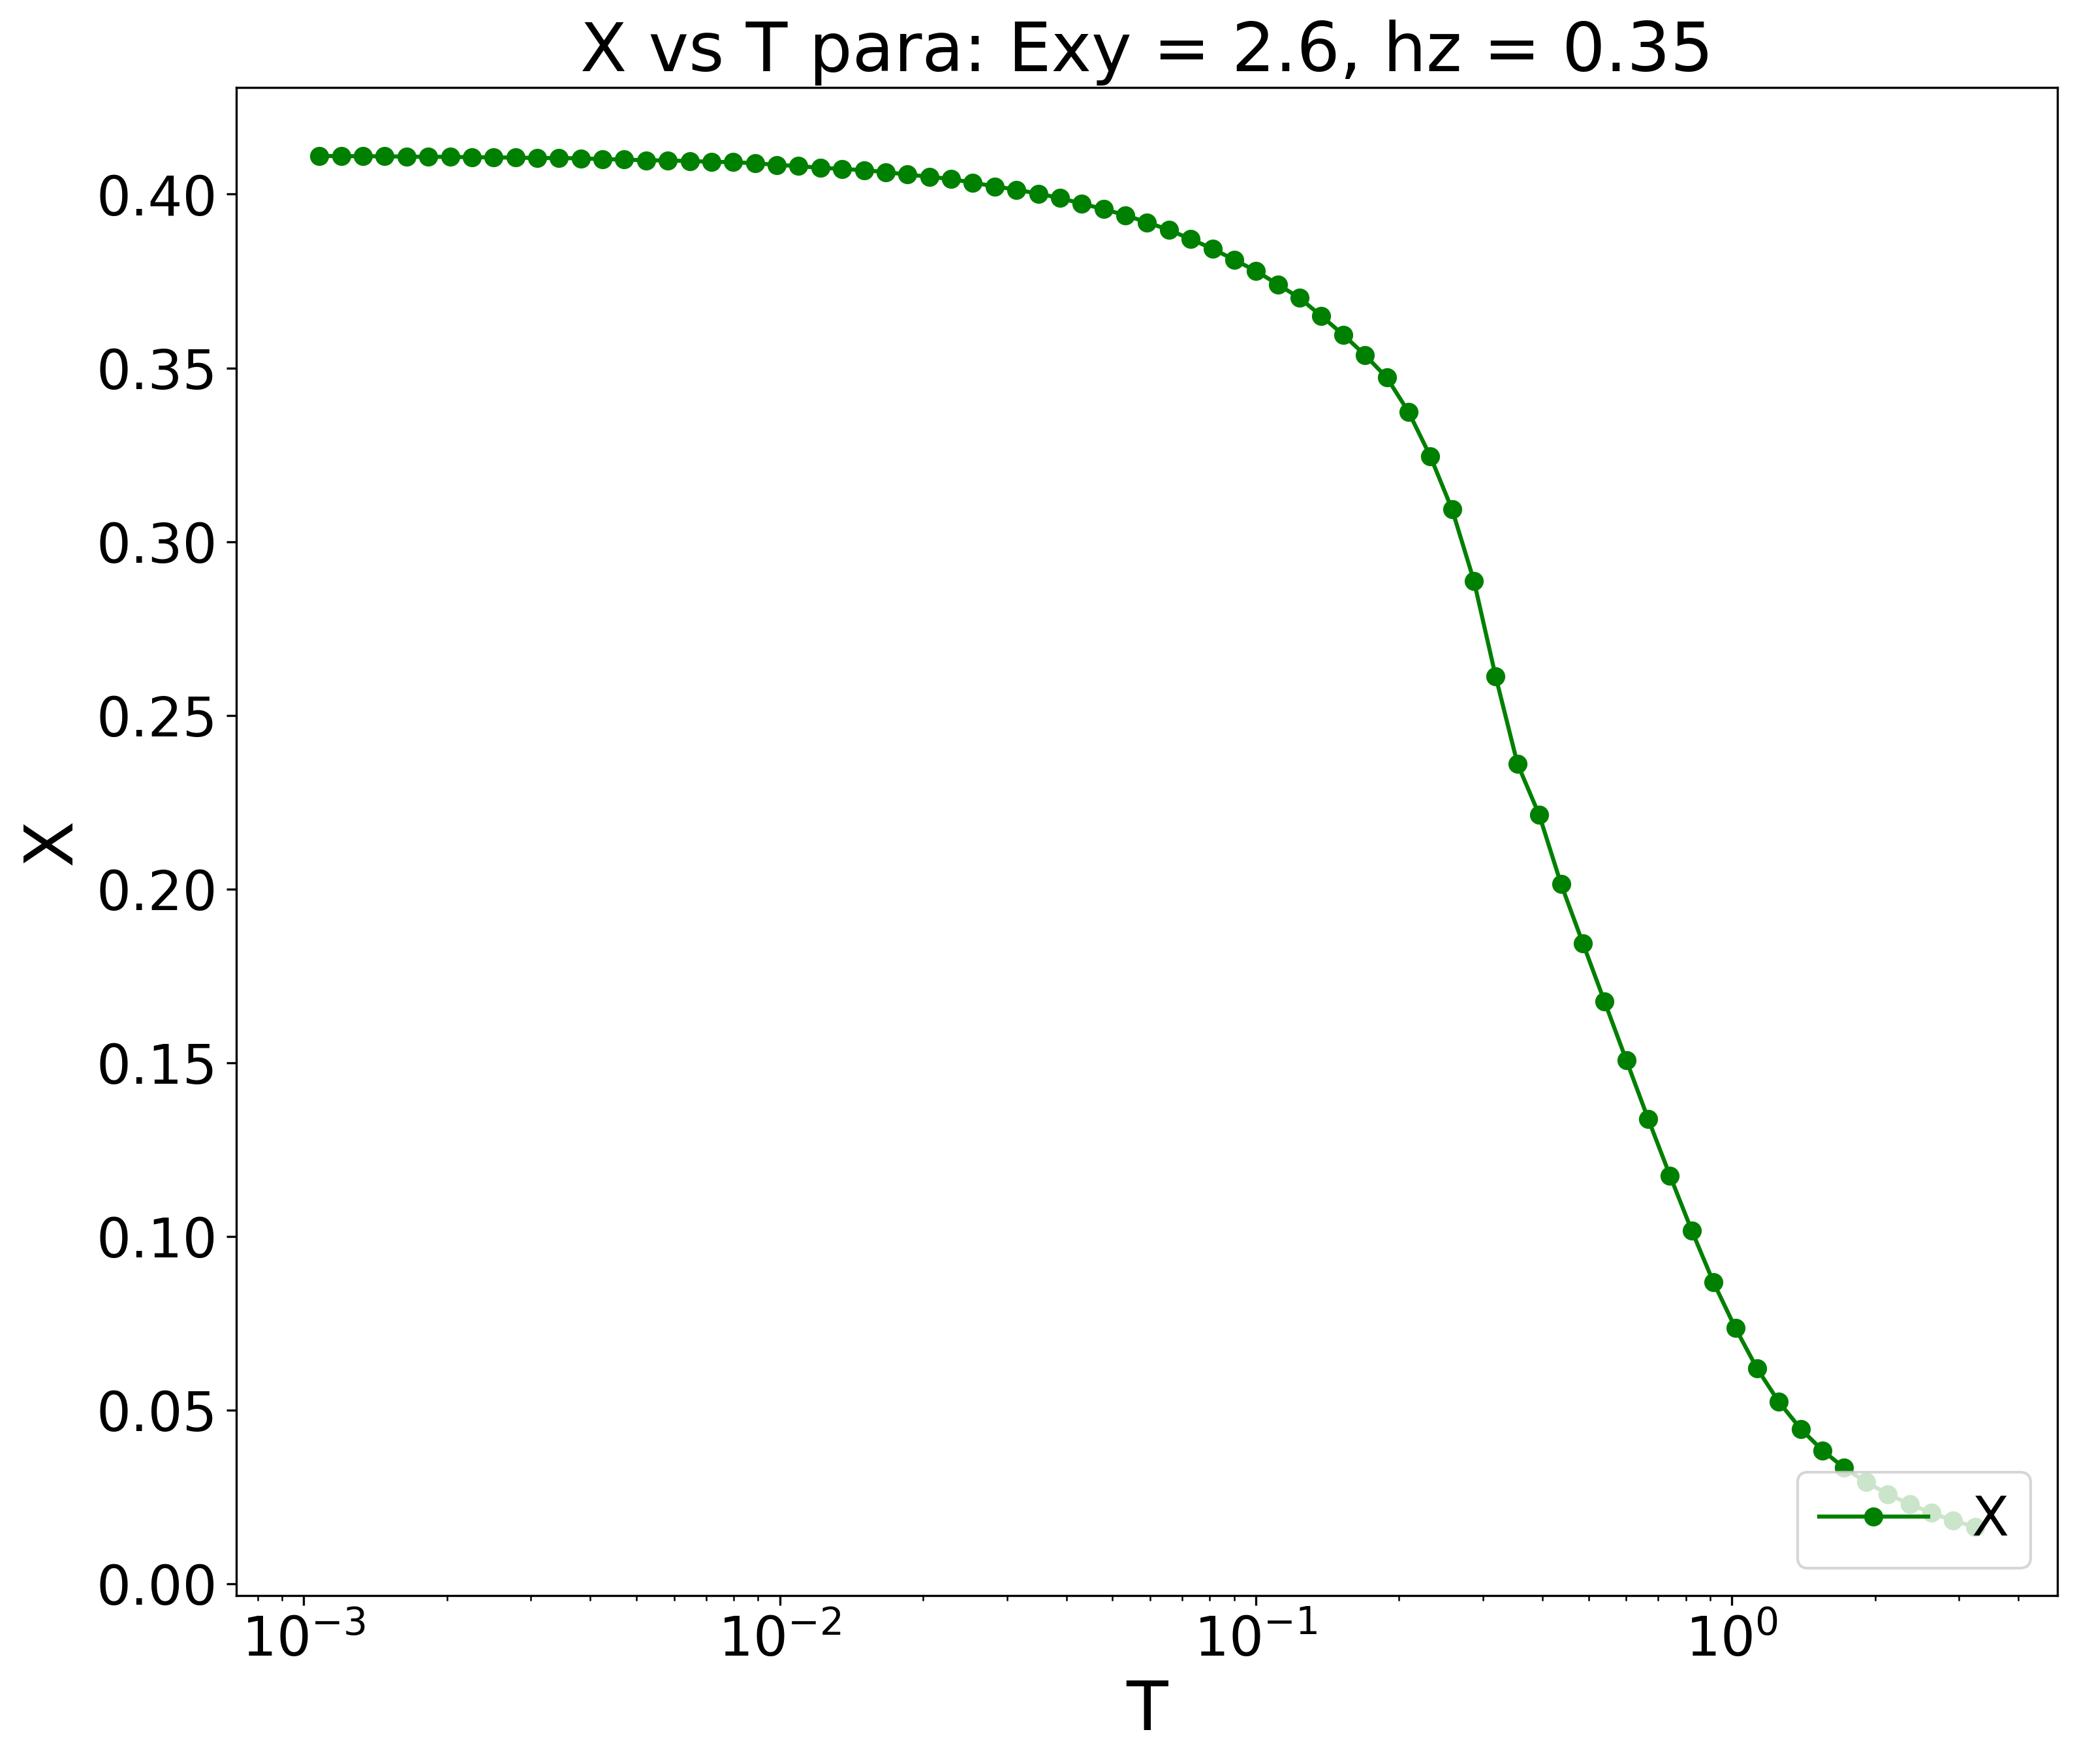 X vs T para: Exy = 2.6, hz = 0.35
X
0.40
0.35
0.30
0.25
0.20
0.15
0.10
0.05
0.00
X
10⁻³ 10⁻² 10⁻¹ 10⁰
T